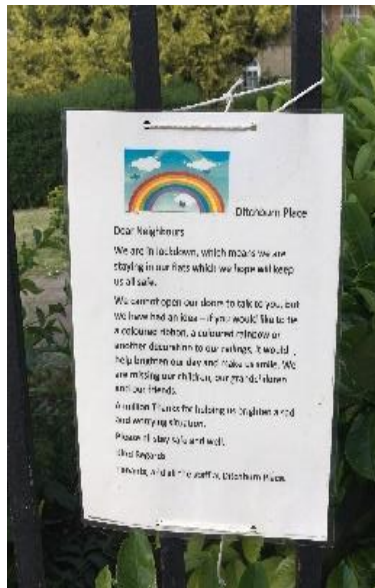 Ditchburn Place
Dear Neighbours
We are in lockdown, which means we are
staying in our flats which we hope will keep
us all safe.
We cannot open our doors to talk to you, but
we have had an idea – if you would like to tie
a coloured ribbon, a coloured rainbow or
another decoration to our railings, it would
help brighten our day and make us smile. We
are missing our children, our grandchildren
and our friends.
A million Thanks for helping us brighten a sad
and worrying situation.
Please all stay safe and well.
Kind Regards
Tenants, and all the staff at Ditchburn Place.